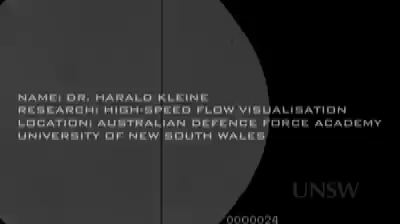 NAME: DR. HARALD KLEINE
RESEARCH: HIGH-SPEED FLOW VISUALISATION
LOCATION: AUSTRALIAN DEFENCE FORCE ACADEMY
UNIVERSITY OF NEW SOUTH WALES
UNSW
0000024